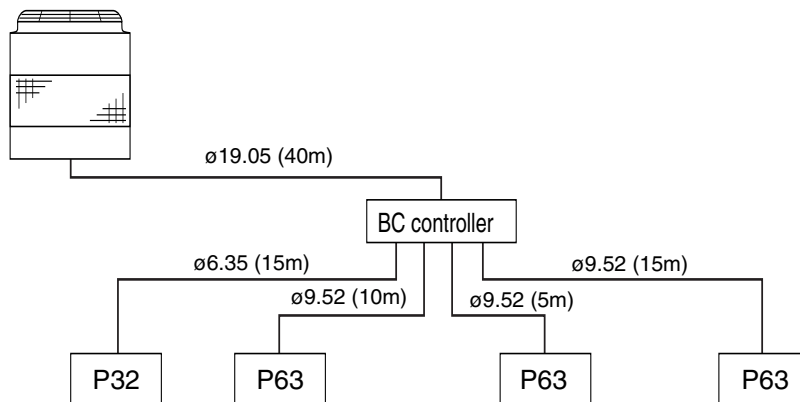 ø19.05 (40m)
BC controller
ø6.35 (15m)
ø9.52 (15m)
ø9.52 (10m)
ø9.52 (5m)
P32
P63
P63
P63